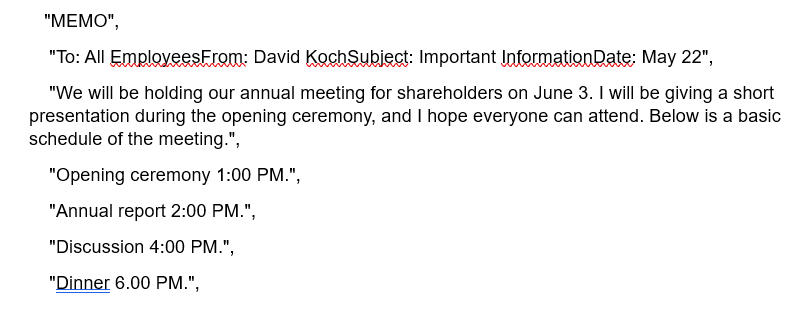 "MEMO",
"To: All EmployeesFrom: David KochSubject: Important InformationDate: May 22",
"We will be holding our annual meeting for shareholders on June 3. I will be giving a short
presentation during the opening ceremony, and I hope everyone can attend. Below is a basic
schedule of the meeting.",
"Opening ceremony 1:00 PM.",
"Annual report 2:00 PM.",
"Discussion 4:00 PM.",
"Dinner 6.00 PM.",